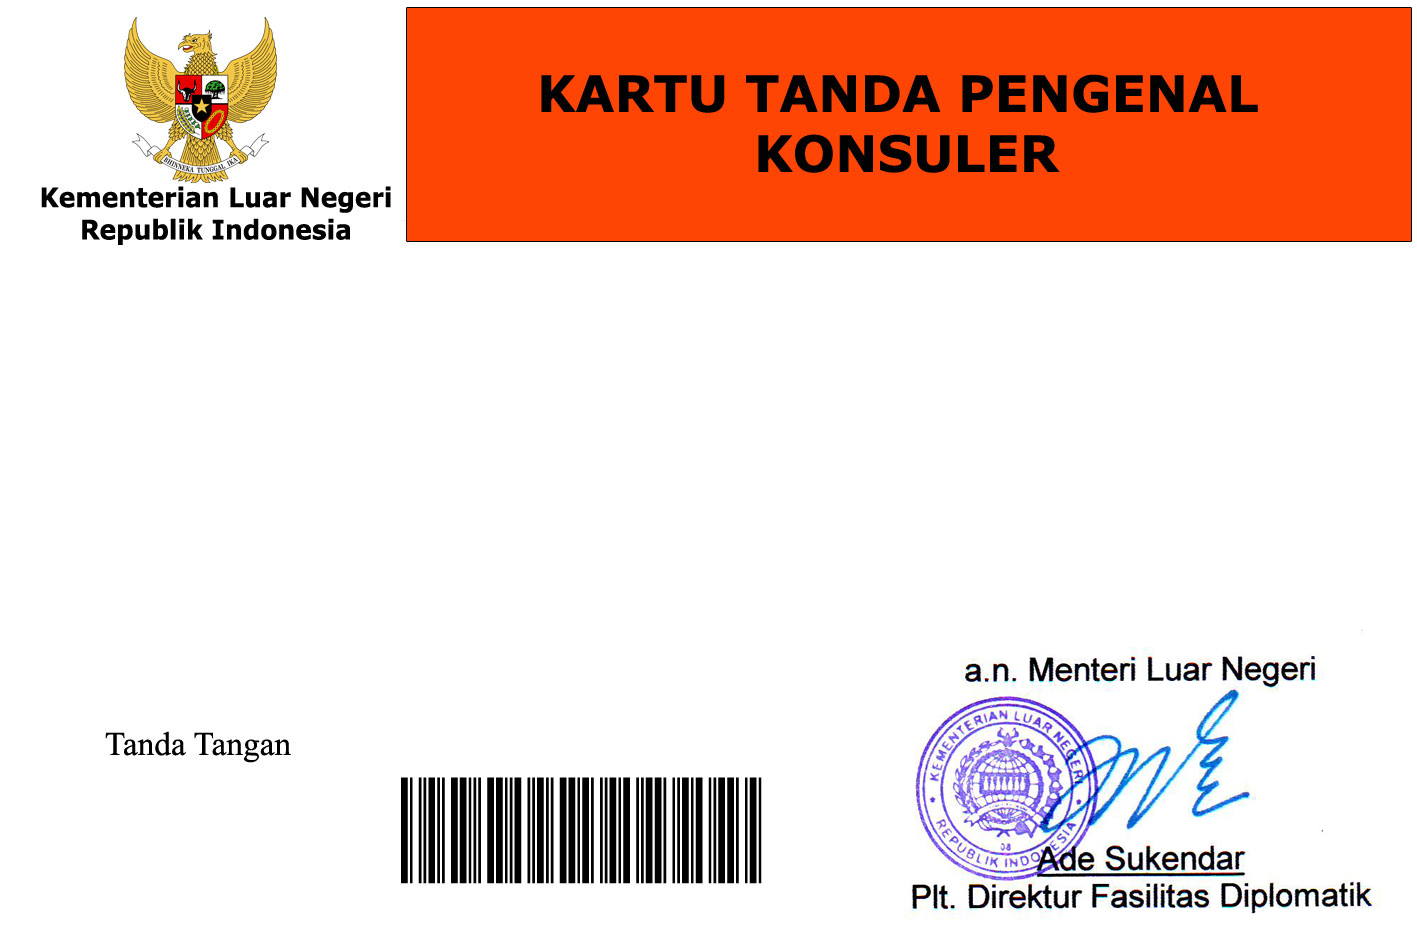 BHINNEKA TUNGGAL IKA
Kementerian Luar Negeri
Republik Indonesia
KARTU TANDA PENGENAL
KONSULER
a.n. Menteri Luar Negeri
KEMENTERIAN LUAR NEGERI
REPUBLIK INDONESIA
08
Tanda Tangan
Ade Sukendar
Plt. Direktur Fasilitas Diplomatik